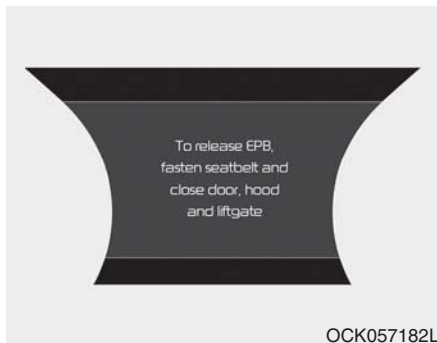 To release EPB,
fasten seatbelt and
close door, hood
and liftgate
OCK057182L